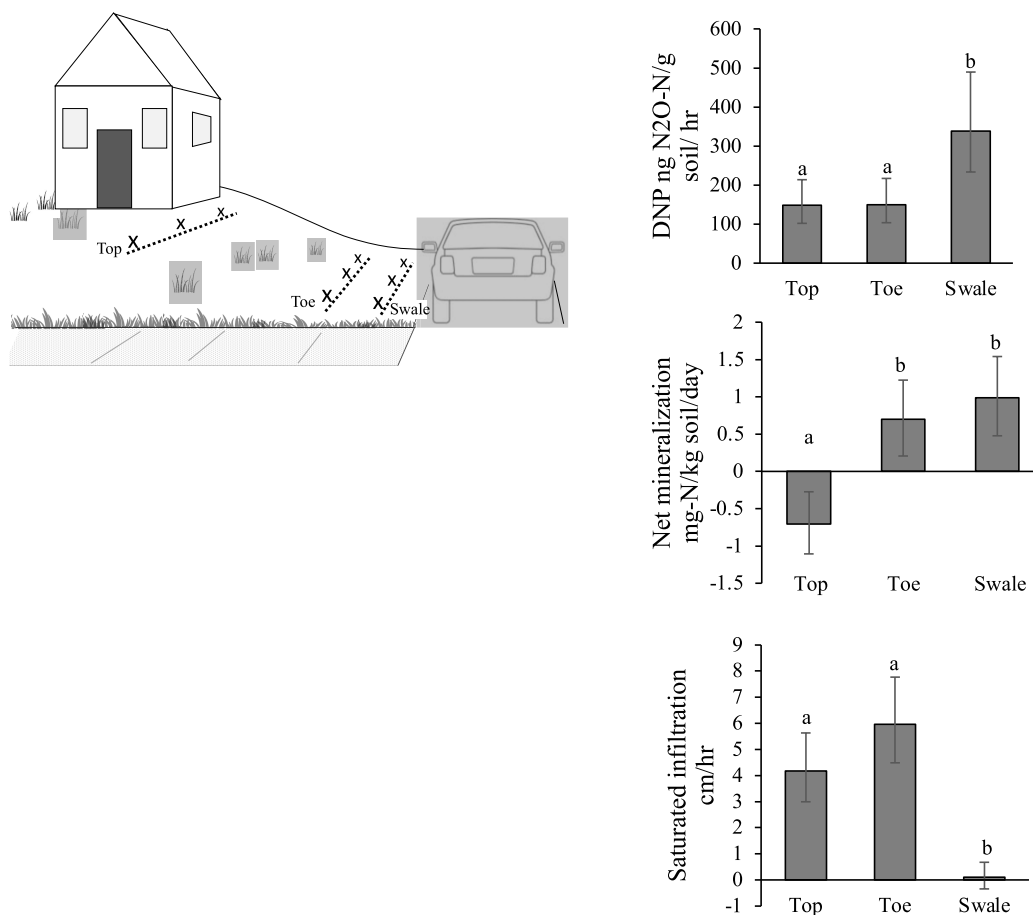 Top
X X X
Toe
X X X
Swale
X X X
DNP ng N2O-N/g
soil/ hr
600
500
400
300
200
100
0
a
a
b
Top Toe Swale
Net mineralization
mg-N/kg soil/day
2
1.5
1
0.5
0
-0.5
-1
-1.5
a
b
b
Top Toe Swale
Saturated infiltration
cm/hr
9
8
7
6
5
4
3
2
1
0
-1
a
a
b
Top Toe Swale